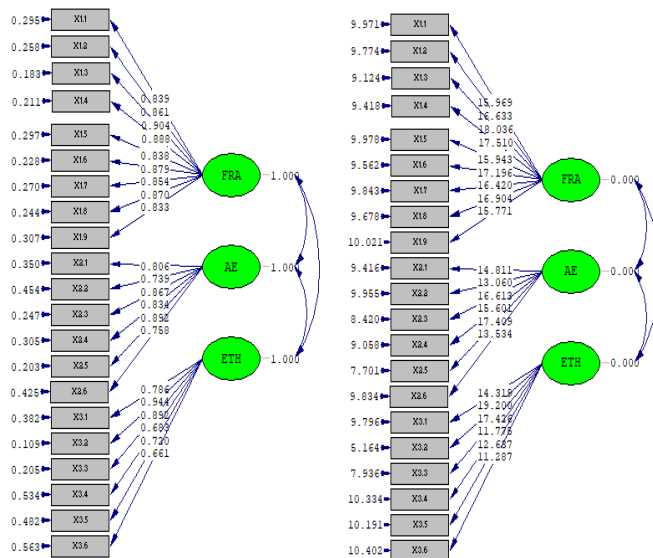 0.295 X1.1
0.258 X1.2
0.183 X1.3
0.211 X1.4
0.297 X1.5
0.228 X1.6
0.270 X1.7
0.244 X1.8
0.307 X1.9
0.350 X2.1
0.454 X2.2
0.247 X2.3
0.305 X2.4
0.203 X2.5
0.425 X2.6
0.382 X3.1
0.109 X3.2
0.205 X3.3
0.534 X3.4
0.482 X3.5
0.563 X3.6
0.839
0.861
0.904
0.888
0.838
0.879
0.854
0.870
0.833
0.806
0.739
0.867
0.834
0.892
0.758
0.786
0.944
0.892
0.683
0.720
0.661
FRA 1.000
AE 1.00
ETH 1.000
9.971 X1.1
9.774 X1.2
9.124 X1.3
9.418 X1.4
9.978 X1.5
9.562 X1.6
9.843 X1.7
9.678 X1.8
10.021 X1.9
9.416 X2.1
9.955 X2.2
8.420 X2.3
9.058 X2.4
7.701 X2.5
9.834 X2.6
9.796 X3.1
5.164 X3.2
7.936 X3.3
10.334 X3.4
10.191 X3.5
10.402 X3.6
15.969
16.633
18.036
17.510
15.943
17.196
16.420
16.904
15.771
14.811
13.060
16.613
15.601
17.409
13.534
14.319
19.200
17.426
11.775
12.687
11.287
FRA 0.000
AE 0.00
ETH 0.000